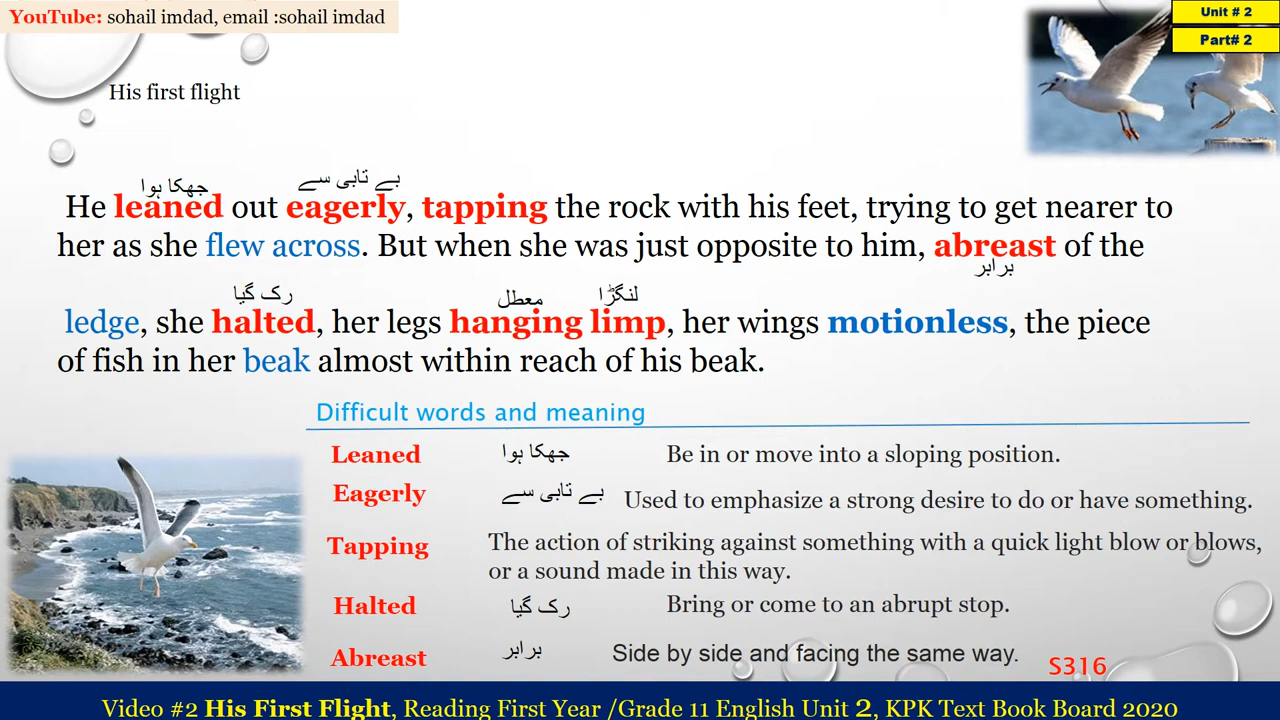 YouTube: sohail imdad, email :sohail imdad
Unit # 2
Part# 2
His first flight
جھکا ہوا بے تابی سے
He leaned out eagerly, tapping the rock with his feet, trying to get nearer to
her as she flew across. But when she was just opposite to him, abreast of the
برابر
رک گیا معطل لنگڑا
ledge, she halted, her legs hanging limp, her wings motionless, the piece
of fish in her beak almost within reach of his beak.
Difficult words and meaning
Leaned جھکا ہوا Be in or move into a sloping position.
Eagerly بے تابی سے Used to emphasize a strong desire to do or have something.
Tapping The action of striking against something with a quick light blow or blows,
or a sound made in this way.
Halted رک گیا Bring or come to an abrupt stop.
Abreast برابر Side by side and facing the same way.
S316
Video #2 His First Flight, Reading First Year /Grade 11 English Unit 2, KPK Text Book Board 2020